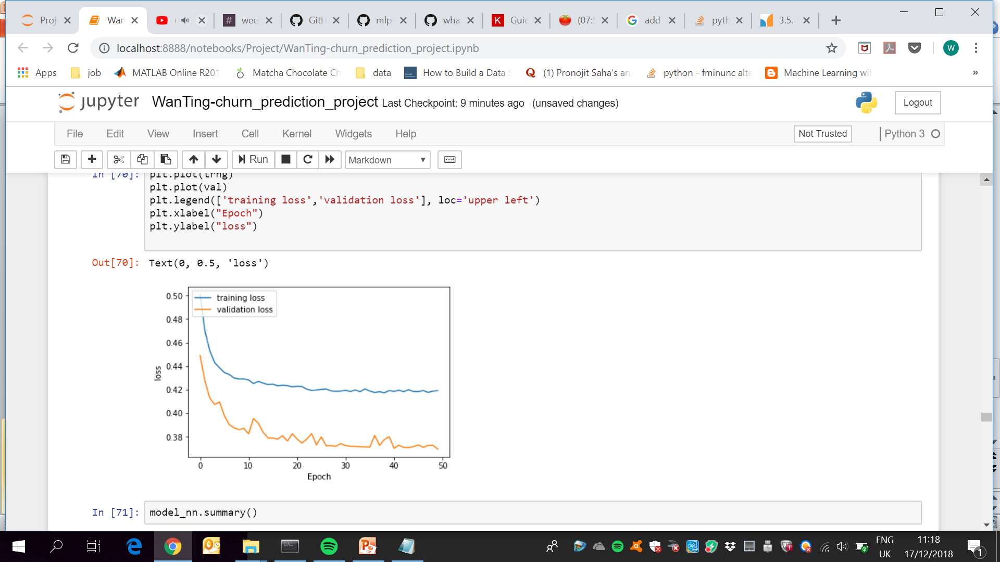 Proj
Wan
wee
GitH
mlp
wha
K
Guid
(07:5
add
pyth
3.5.
localhost:8888/notebooks/Project/WanTing-churn_prediction_project.ipynb
W
Apps
job
MATLAB Online R201
Matcha Chocolate Ch
data
How to Build a Data S
(1) Pronojit Saha's an
python - fminunc alte
Machine Learning wit
»
jupyter
WanTing-churn_prediction_project Last Checkpoint: 9 minutes ago (unsaved changes)
Logout
File Edit View Insert Cell Kernel Widgets Help
Not Trusted
Python 3
Run
Markdown
In [70]: plt.plot(trng)
plt.plot(val)
plt.legend(['training loss','validation loss'], loc='upper left')
plt.xlabel("Epoch")
plt.ylabel("loss")
Out[70]: Text(0, 0.5, 'loss')
training loss
validation loss
0.50
0.48
0.46
0.44
0.42
0.40
0.38
loss
0 10 20 30 40 50
Epoch
In [71]: model_nn.summary()
ENG
UK
11:18
17/12/2018
1